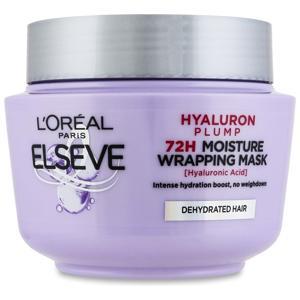 L'ORÉAL
PARIS
ELSEVE
HYALURON
PLUMP
72H MOISTURE
WRAPPING MASK
[Hyaluronic Acid]
Intense hydration boost, no weighdown
DEHYDRATED HAIR